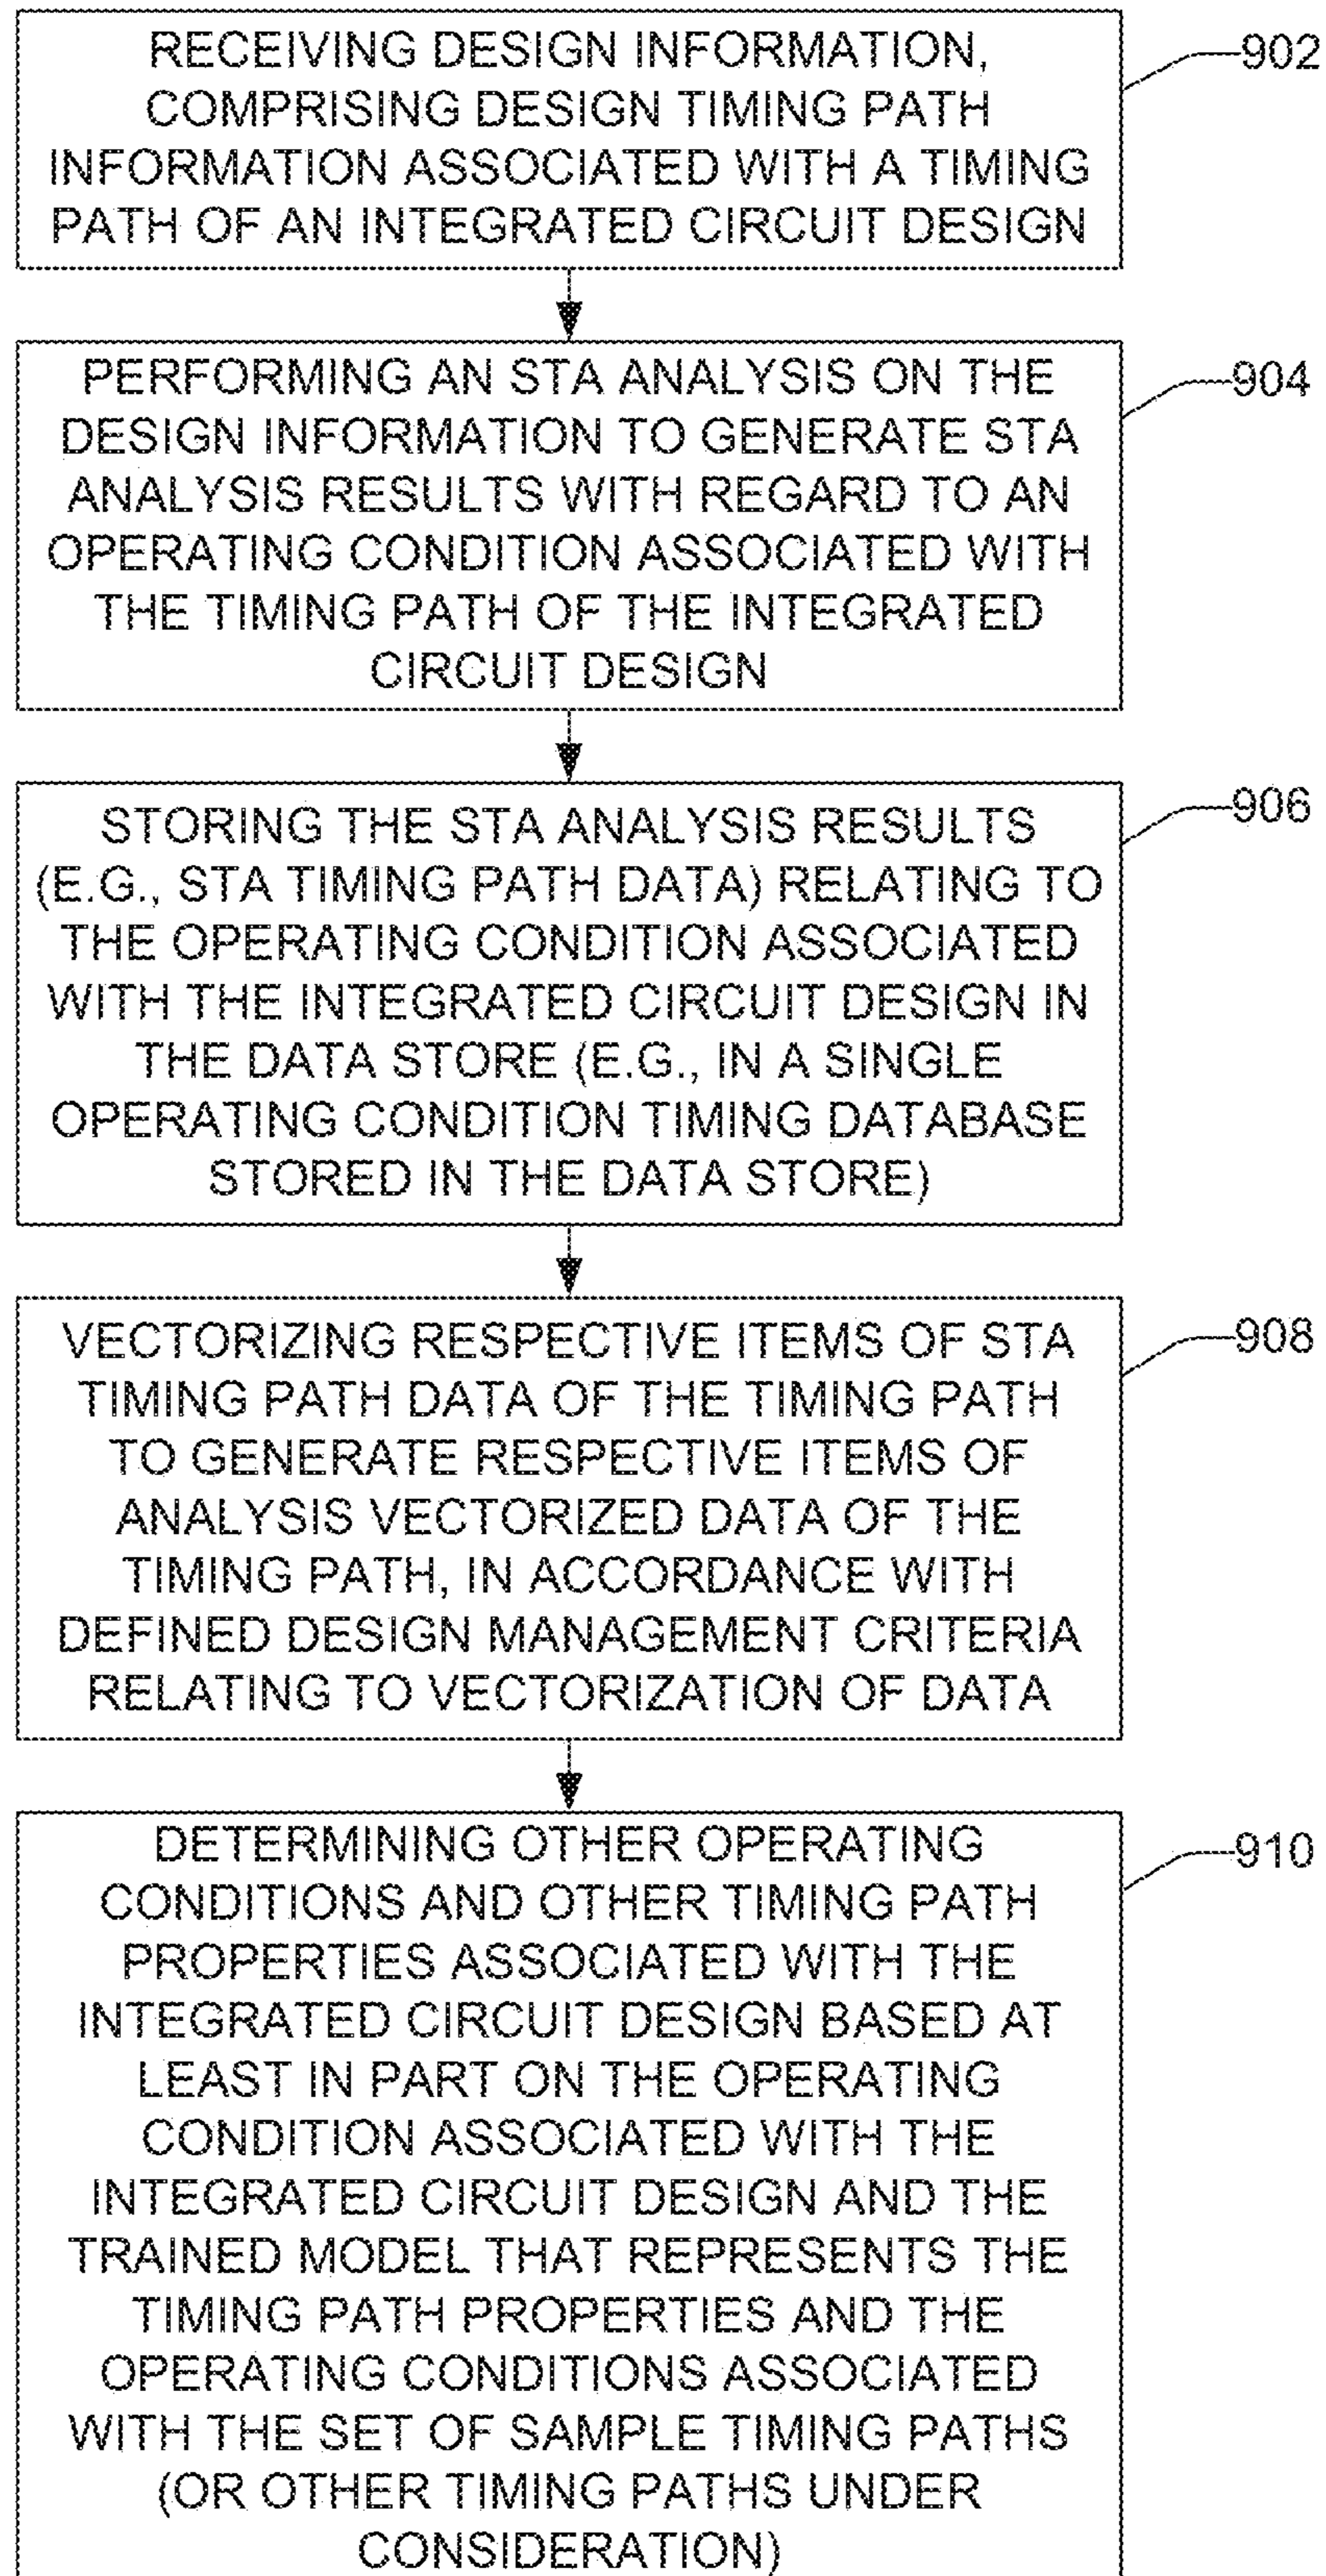 RECEIVING DESIGN INFORMATION,
902
COMPRISING DESIGN TIMING PATH
INFORMATION ASSOCIATED WITH A TIMING
PATH OF AN INTEGRATED CIRCUIT DESIGN
PERFORMING AN STA ANALYSIS ON THE
904
DESIGN INFORMATION TO GENERATE STA
ANALYSIS RESULTS WITH REGARD TO AN
OPERATING CONDITION ASSOCIATED WITH
THE TIMING PATH OF THE INTEGRATED
CIRCUIT DESIGN
STORING THE STA ANALYSIS RESULTS
906
(E.G., STA TIMING PATH DATA) RELATING TO
THE OPERATING CONDITION ASSOCIATED
WITH THE INTEGRATED CIRCUIT DESIGN IN
THE DATA STORE (E.G., IN A SINGLE
OPERATING CONDITION TIMING DATABASE
STORED IN THE DATA STORE)
VECTORIZING RESPECTIVE ITEMS OF STA
908
TIMING PATH DATA OF THE TIMING PATH
TO GENERATE RESPECTIVE ITEMS OF
ANALYSIS VECTORIZED DATA OF THE
TIMING PATH, IN ACCORDANCE WITH
DEFINED DESIGN MANAGEMENT CRITERIA
RELATING TO VECTORIZATION OF DATA
DETERMINING OTHER OPERATING
910
CONDITIONS AND OTHER TIMING PATH
PROPERTIES ASSOCIATED WITH THE
INTEGRATED CIRCUIT DESIGN BASED AT
LEAST IN PART ON THE OPERATING
CONDITION ASSOCIATED WITH THE
INTEGRATED CIRCUIT DESIGN AND THE
TRAINED MODEL THAT REPRESENTS THE
TIMING PATH PROPERTIES AND THE
OPERATING CONDITIONS ASSOCIATED
WITH THE SET OF SAMPLE TIMING PATHS
(OR OTHER TIMING PATHS UNDER
CONSIDERATION)